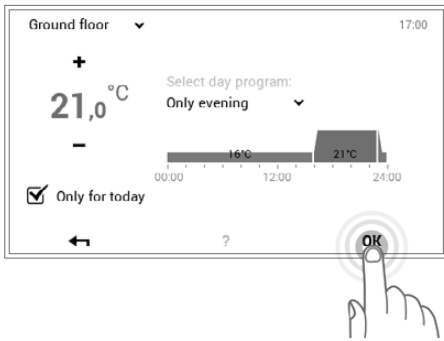 Ground floor
17:00
+
21,0°C
−
Select day program:
Only evening
16°C
21°C
00:00
12:00
24:00
Only for today
?
OK